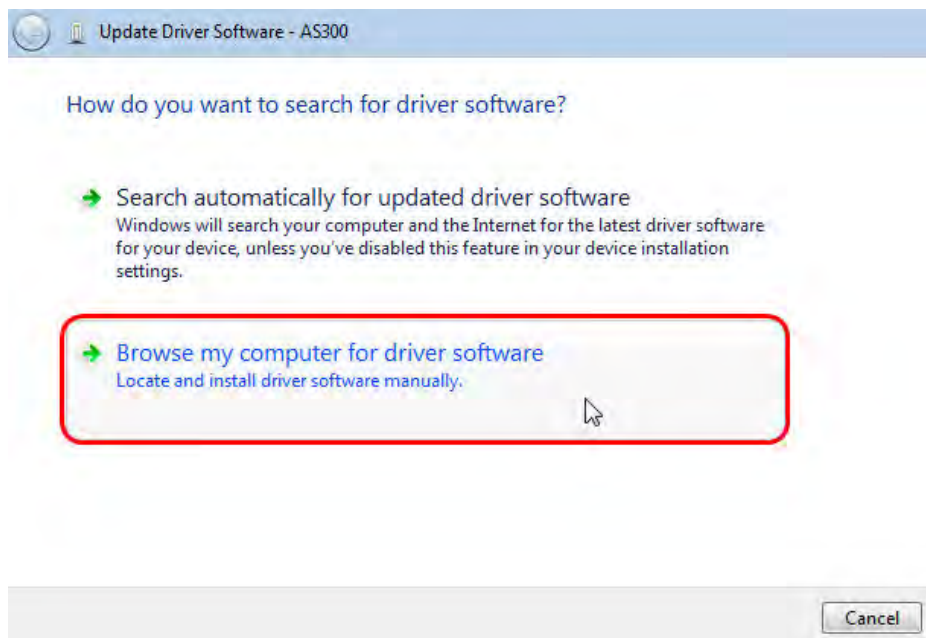 Update Driver Software - AS300
How do you want to search for driver software?
Search automatically for updated driver software
Windows will search your computer and the Internet for the latest driver software
for your device, unless you've disabled this feature in your device installation
settings.
Browse my computer for driver software
Locate and install driver software manually.
Cancel